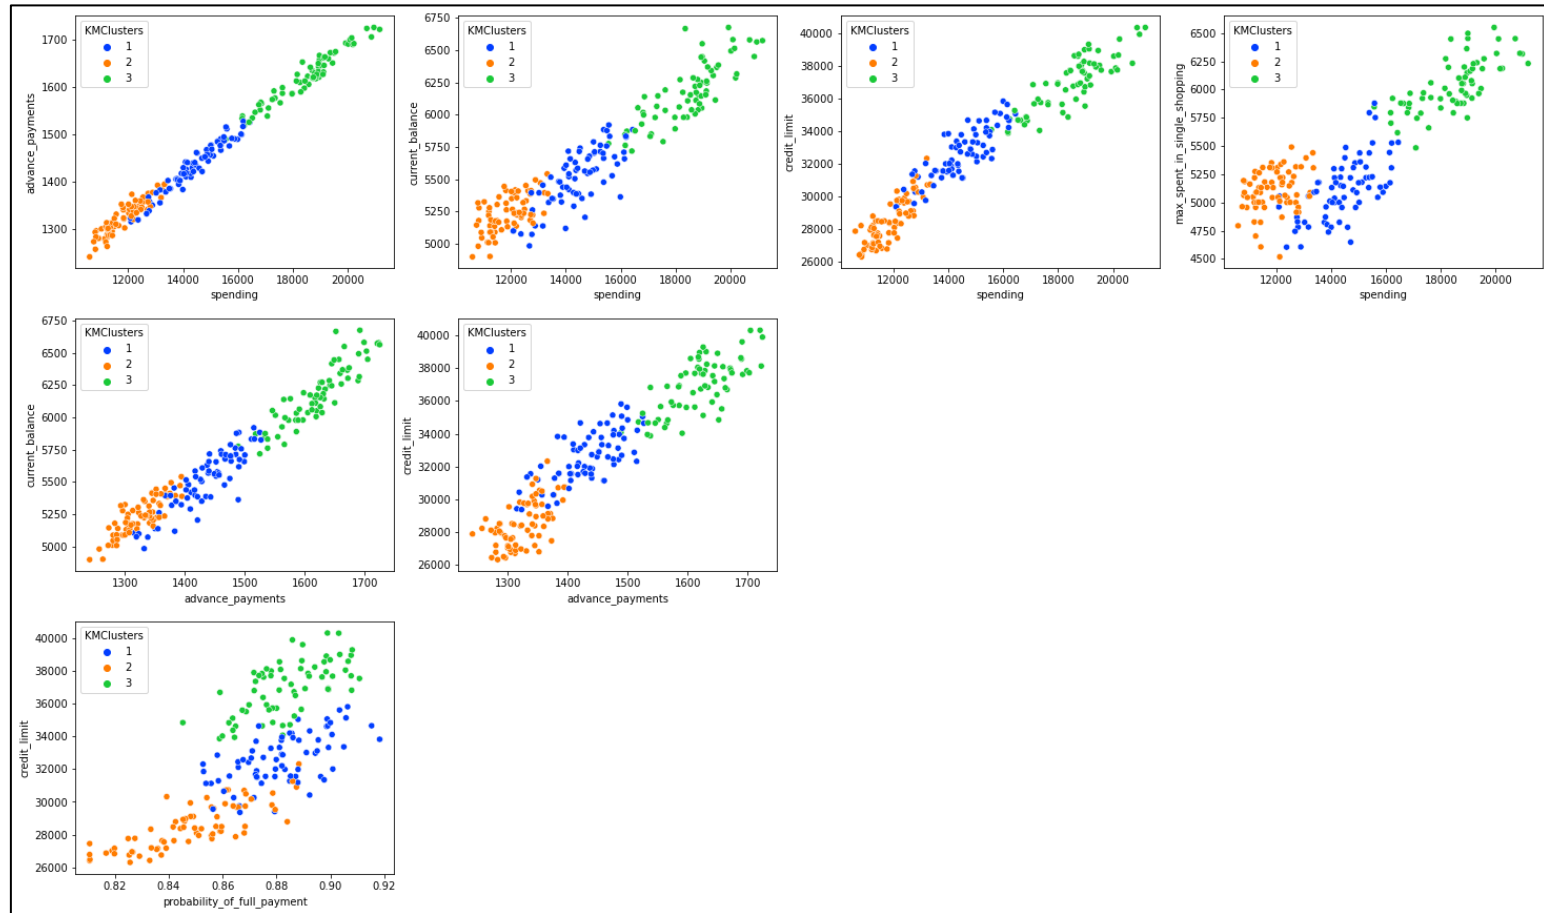 KMClusters
1
2
3
1700
1600
1500
1400
1300
advance_payments
12000 14000 16000 18000 20000
spending
KMClusters
1
2
3
6750
6500
6250
6000
5750
5500
5250
5000
current_balance
12000 14000 16000 18000 20000
spending
KMClusters
1
2
3
40000
38000
36000
34000
32000
30000
28000
26000
credit_limit
12000 14000 16000 18000 20000
spending
KMClusters
1
2
3
6500
6250
6000
5750
5500
5250
5000
4750
4500
max_spent_in_single_shopping
12000 14000 16000 18000 20000
spending
KMClusters
1
2
3
6750
6500
6250
6000
5750
5500
5250
5000
current_balance
1300 1400 1500 1600 1700
advance_payments
KMClusters
1
2
3
40000
38000
36000
34000
32000
30000
28000
26000
credit_limit
1300 1400 1500 1600 1700
advance_payments
KMClusters
1
2
3
40000
38000
36000
34000
32000
30000
28000
26000
credit_limit
0.82 0.84 0.86 0.88 0.90 0.92
probability_of_full_payment